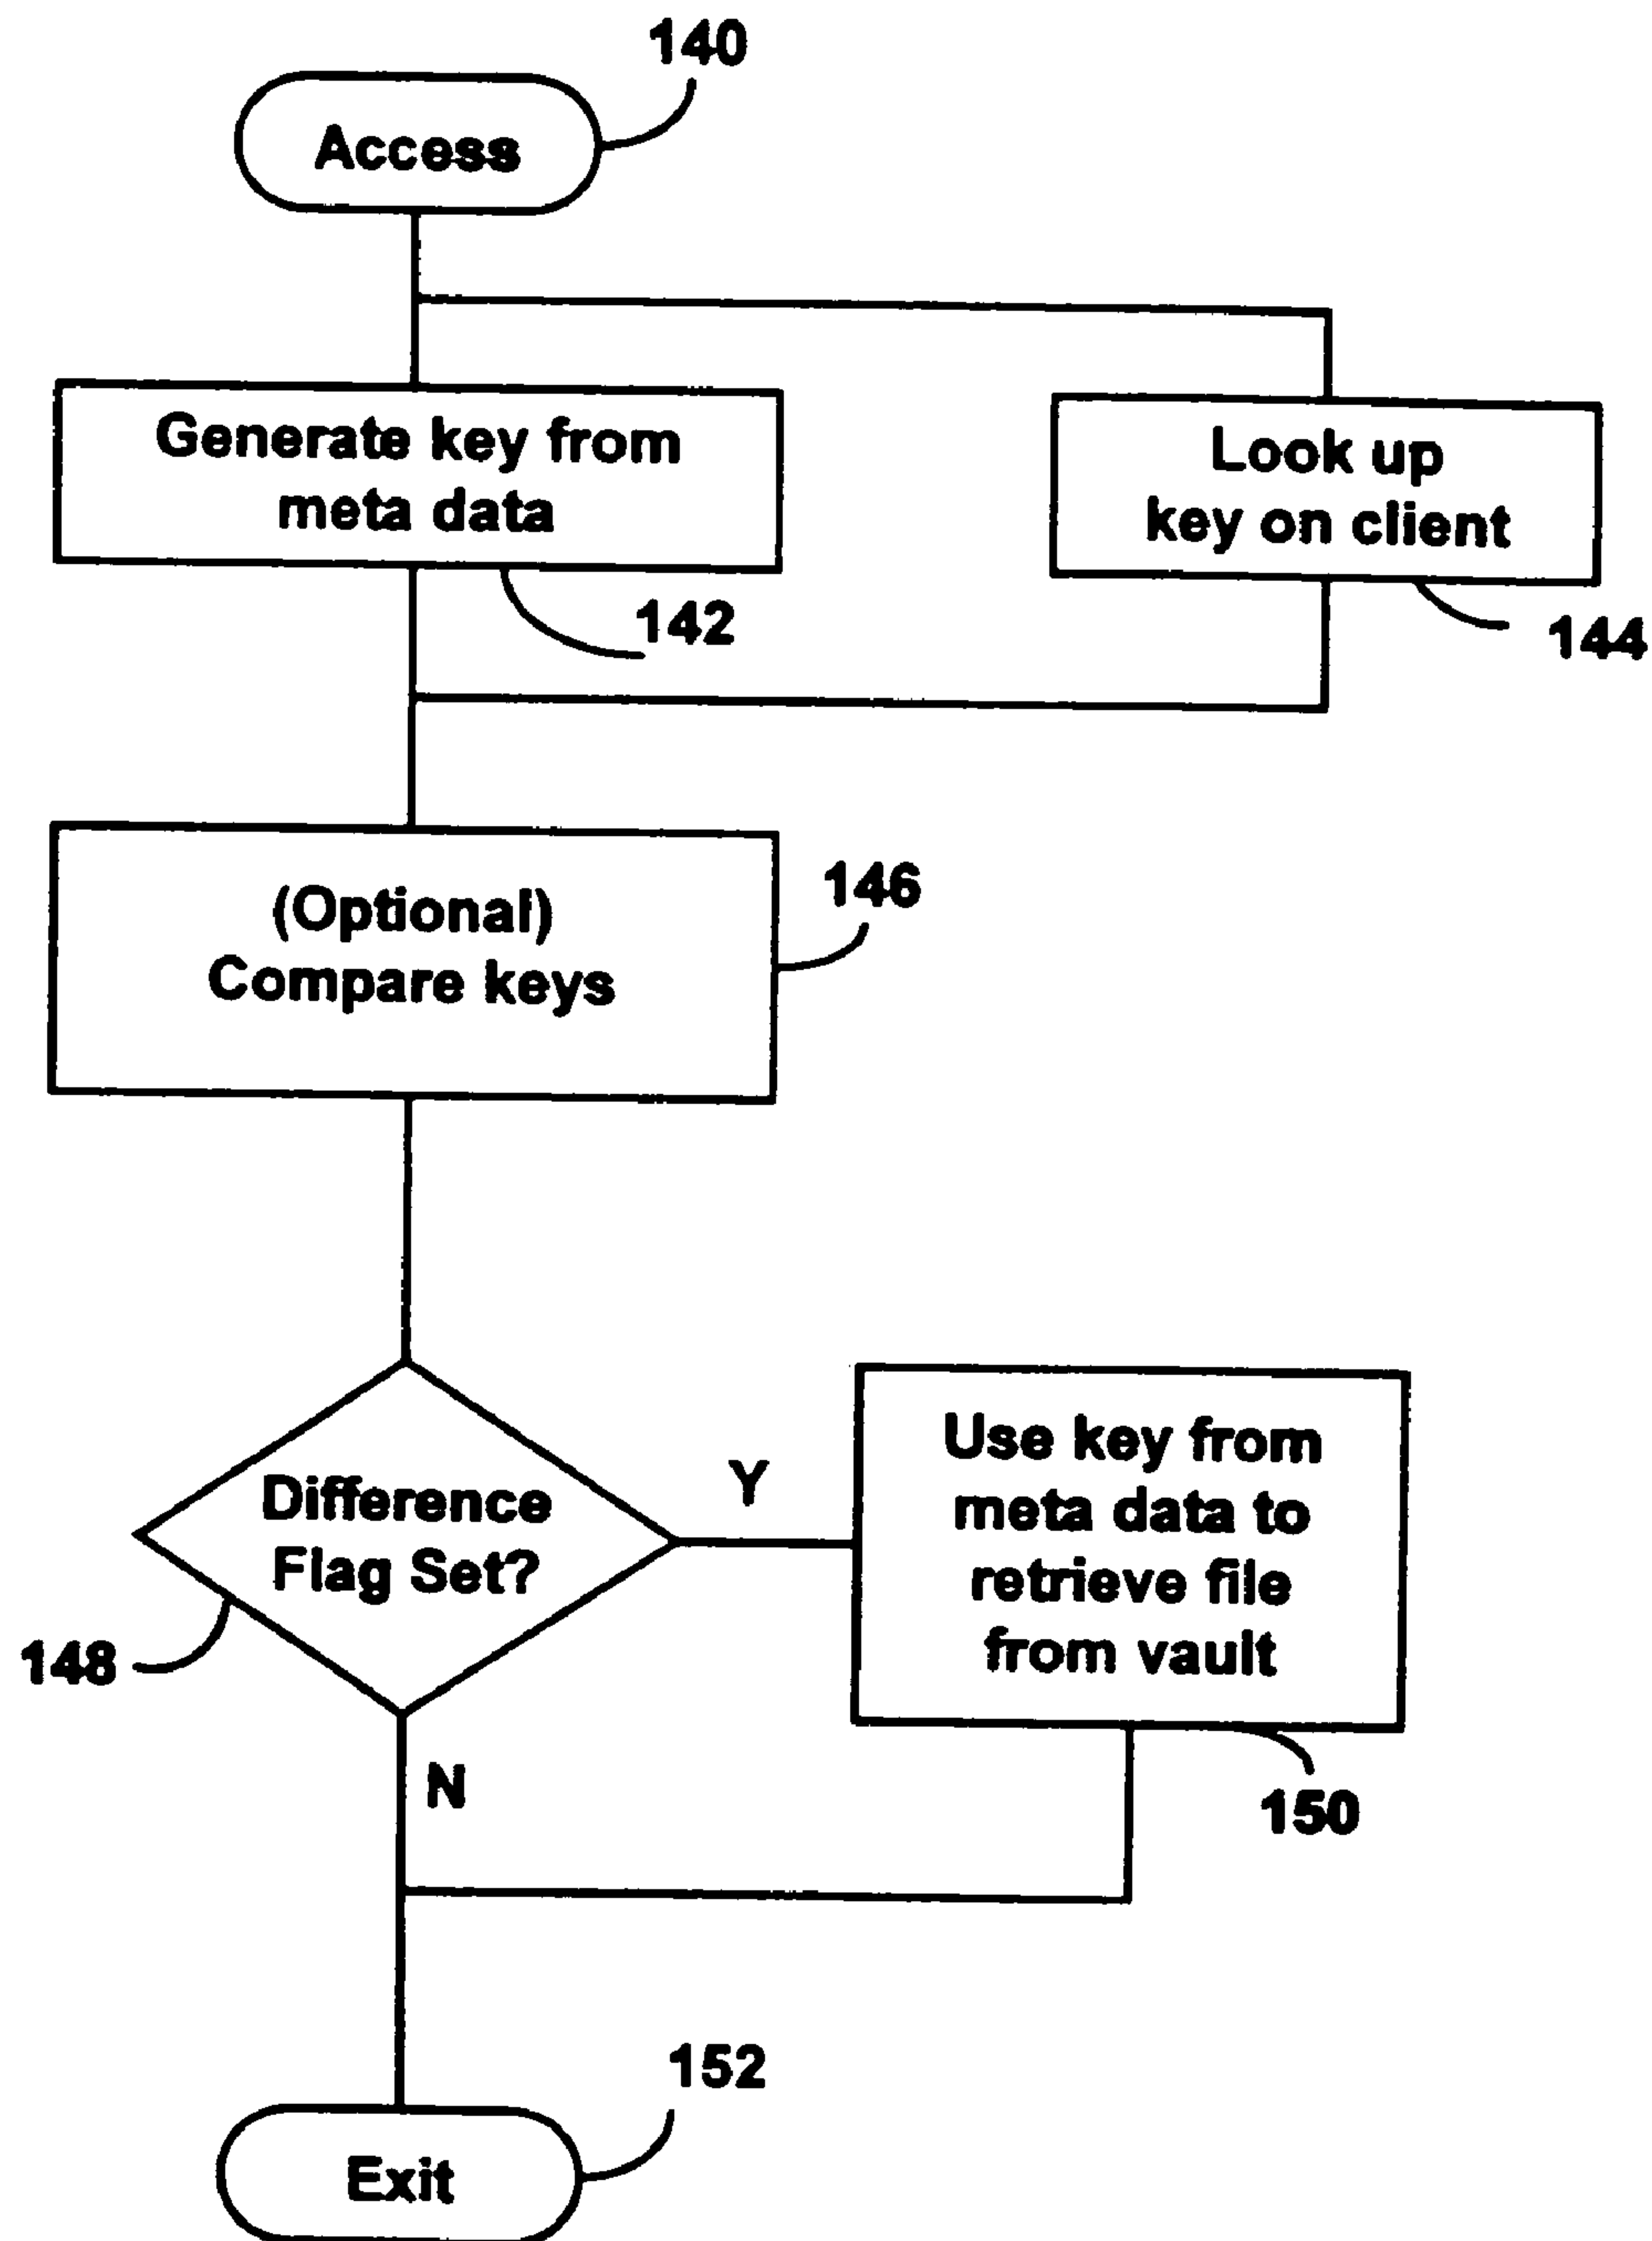 140
Access
Generate key from
meta data
Look up
key on client
142
144
(Optional)
Compare keys
146
Difference
Flag Set?
Y
Use key from
meta data to
retrieve file
from vault
148
N
150
152
Exit